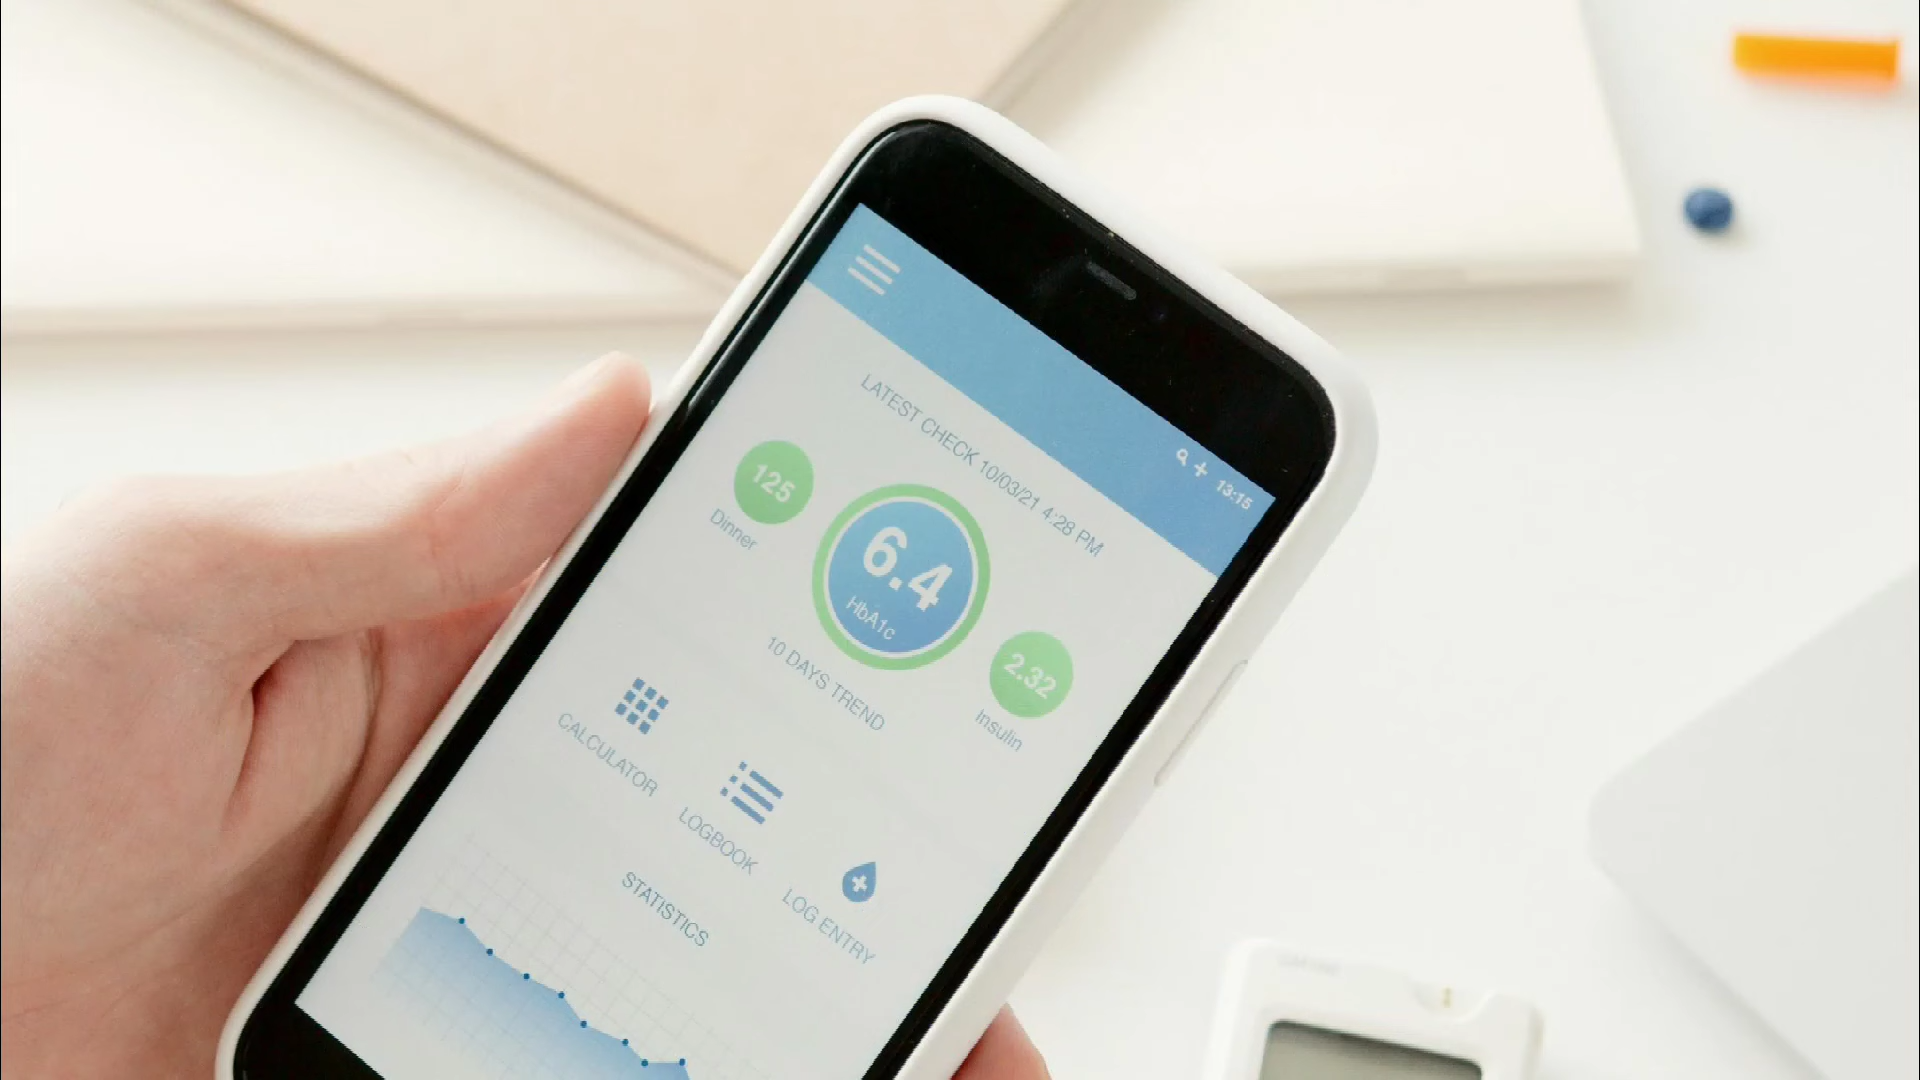 13:15
LATEST CHECK 10/03/21 4:28 PM
125
Dinner
6.4
HbA1c
2.32
Insulin
10 DAYS TREND
CALCULATOR
LOGBOOK
LOG ENTRY
STATISTICS